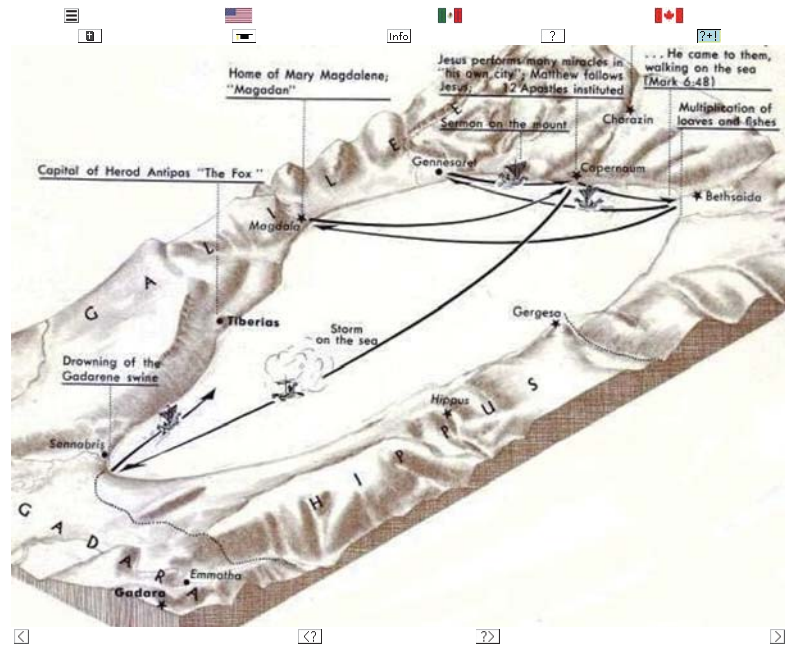 Info
?
?+!
Jesus performs many miracles in
"his own city"; Matthew follows
Jesus; 12 Apostles instituted
. . . He came to them,
walking on the sea
(Mark 6:48)
Home of Mary Magdalene;
"Magadan"
Multiplication of
loaves and fishes
Sermon on the mount
Chorazin
Capital of Herod Antipas "The Fox"
Gennesaret
Capernaum
Bethsaida
Magdala
G A L I L E E
Tiberias
Gergesa
Storm
on the sea
Drowning of the
Gadarene swine
Hippus
H I P P U S
Sennabris
G A D A R A
Emmatha
Gadara
<
<?
?>
>